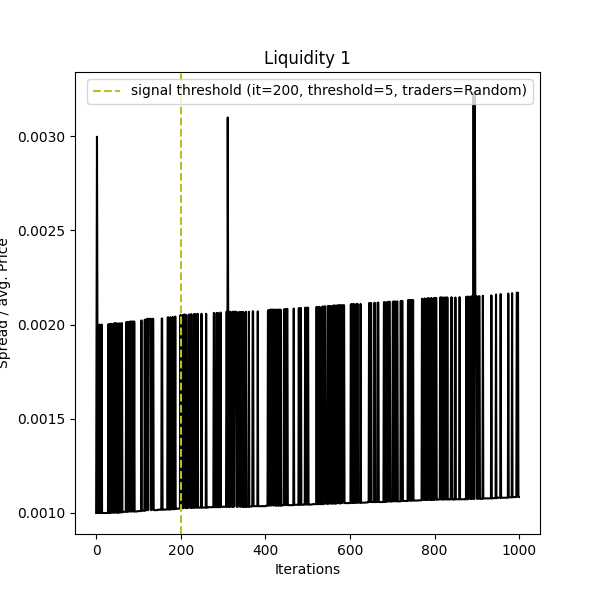 Liquidity 1
signal threshold (it=200, threshold=5, traders=Random)
Spread / avg. Price
0.0030
0.0025
0.0020
0.0015
0.0010
0
200
400
600
800
1000
Iterations